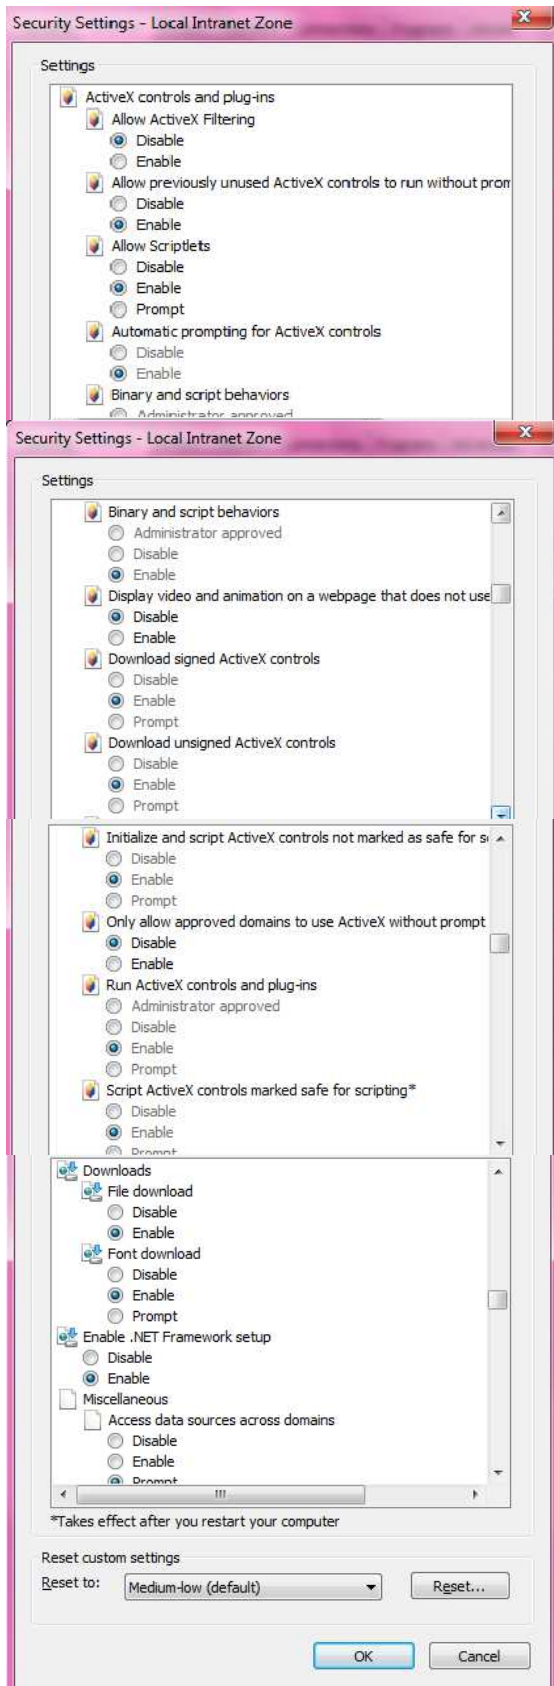 Security Settings - Local Intranet Zone
Settings
ActiveX controls and plug-ins
Allow ActiveX Filtering
Disable
Enable
Allow previously unused ActiveX controls to run without prom
Disable
Enable
Allow Scriptlets
Disable
Enable
Prompt
Automatic prompting for ActiveX controls
Disable
Enable
Binary and script behaviors
Administrator approved
Security Settings - Local Intranet Zone
Settings
Binary and script behaviors
Administrator approved
Disable
Enable
Display video and animation on a webpage that does not use
Disable
Enable
Download signed ActiveX controls
Disable
Enable
Prompt
Download unsigned ActiveX controls
Disable
Enable
Prompt
Initialize and script ActiveX controls not marked as safe for s
Disable
Enable
Prompt
Only allow approved domains to use ActiveX without prompt
Disable
Enable
Run ActiveX controls and plug-ins
Administrator approved
Disable
Enable
Prompt
Script ActiveX controls marked safe for scripting*
Disable
Enable
Prompt
Downloads
File download
Disable
Enable
Font download
Disable
Enable
Prompt
Enable .NET Framework setup
Disable
Enable
Miscellaneous
Access data sources across domains
Disable
Enable
Prompt
*Takes effect after you restart your computer
Reset custom settings
Reset to: Medium-low (default) Reset...
OK Cancel